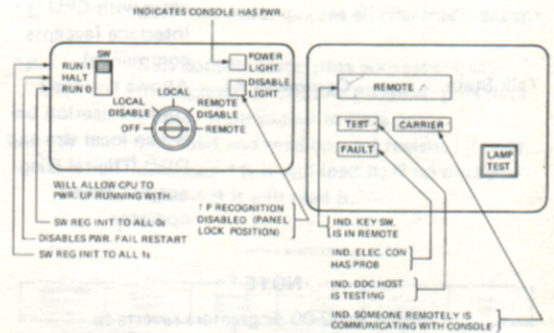 INDICATES CONSOLE HAS PWR.
SW
RUN 1
HALT
RUN 0
POWER LIGHT
DISABLE LIGHT
LOCAL DISABLE
LOCAL
REMOTE DISABLE
OFF
REMOTE
REMOTE
TEST
CARRIER
FAULT
LAMP TEST
WILL ALLOW CPU TO
PWR. UP RUNNING WITH:
SW REG INIT TO ALL 0s
DISABLES PWR. FAIL RESTART
SW REG INIT TO ALL 1s
P RECOGNITION
DISABLED (PANEL
LOCK POSITION)
IND. KEY SW.
IS IN REMOTE
IND. ELEC. CON
HAS PROB
IND. DDC HOST
IS TESTING
IND. SOMEONE REMOTELY IS
COMMUNICATING WITH CONSOLE
NOTE